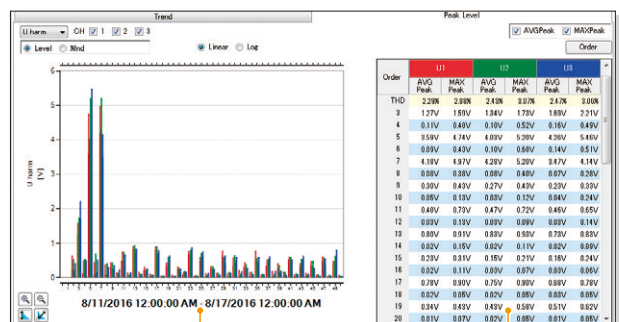 Trend
Peak Level
U harm CH 1 2 3
AVGPeak MAXPeak
Level %Ind Linear Log
Order
U harm
[V]
6
5
4
3
2
1
0
8/11/2016 12:00:00 AM - 8/17/2016 12:00:00 AM
Order U1 U2 U3
AVG Peak MAX Peak AVG Peak MAX Peak AVG Peak MAX Peak
THD 2.29% 2.88% 2.43% 3.07% 2.47% 3.06%
3 1.27V 1.59V 1.34V 1.73V 1.69V 2.21V
4 0.11V 0.48V 0.10V 0.52V 0.16V 0.49V
5 3.59V 4.74V 4.03V 5.20V 4.26V 5.46V
6 0.09V 0.43V 0.10V 0.68V 0.14V 0.51V
7 4.18V 4.97V 4.28V 5.20V 3.47V 4.14V
8 0.08V 0.38V 0.08V 0.40V 0.07V 0.28V
9 0.30V 0.43V 0.27V 0.43V 0.23V 0.33V
10 0.05V 0.13V 0.03V 0.12V 0.04V 0.24V
11 0.48V 0.73V 0.47V 0.72V 0.46V 0.65V
12 0.03V 0.13V 0.03V 0.09V 0.03V 0.14V
13 0.80V 0.91V 0.83V 0.93V 0.73V 0.83V
14 0.02V 0.15V 0.02V 0.11V 0.02V 0.09V
15 0.23V 0.31V 0.15V 0.21V 0.16V 0.24V
16 0.02V 0.11V 0.03V 0.07V 0.03V 0.06V
17 0.78V 0.90V 0.75V 0.90V 0.68V 0.78V
18 0.02V 0.05V 0.02V 0.05V 0.03V 0.05V
19 0.34V 0.43V 0.43V 0.58V 0.51V 0.62V
20 0.01V 0.07V 0.02V 0.05V 0.01V 0.05V